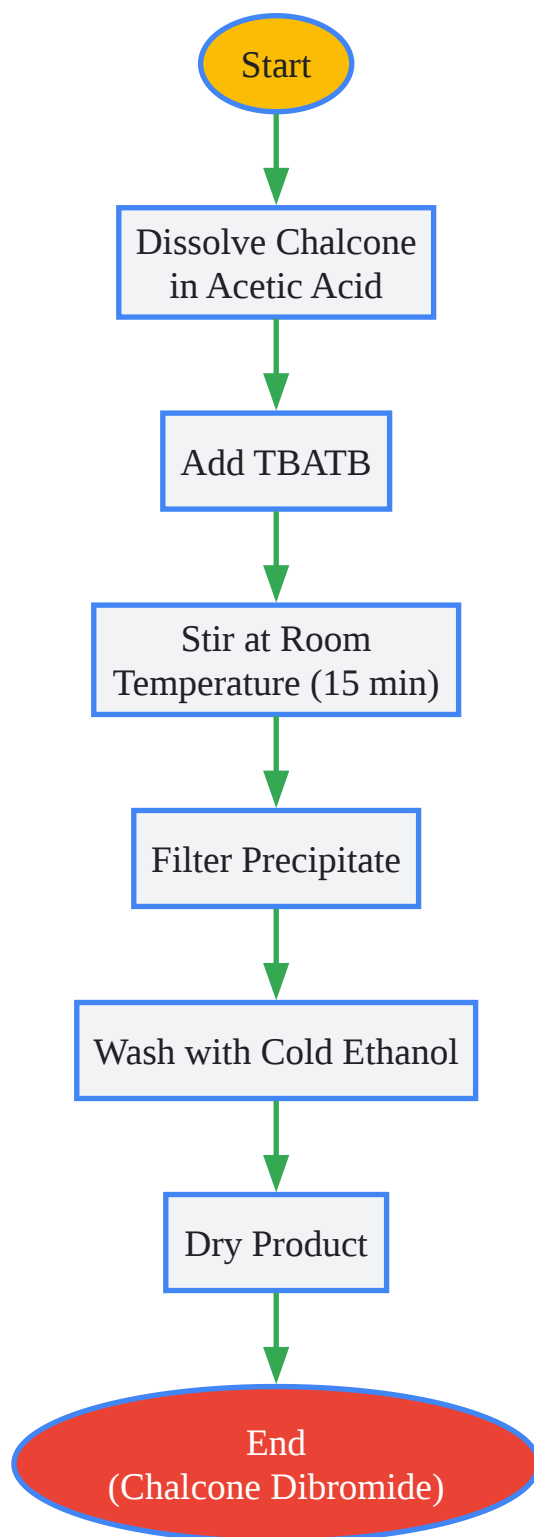 Start
Dissolve Chalcone
in Acetic Acid
Add TBATB
Stir at Room
Temperature (15 min)
Filter Precipitate
Wash with Cold Ethanol
Dry Product
End
(Chalcone Dibromide)